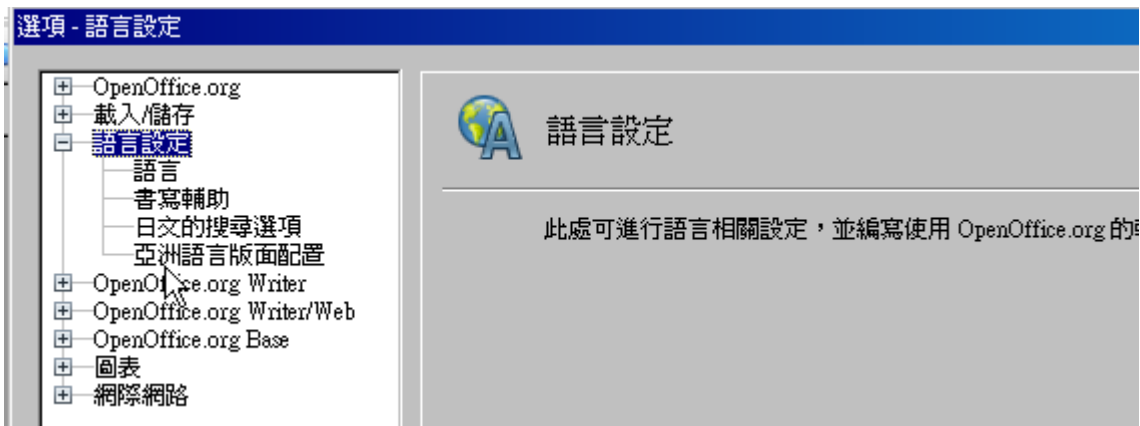 選項 - 語言設定
OpenOffice.org
載入/儲存
語言設定
語言
書寫輔助
日文的搜尋選項
亞洲語言版面配置
OpenOffice.org Writer
OpenOffice.org Writer/Web
OpenOffice.org Base
圖表
網際網路
語言設定
此處可進行語言相關設定，並編寫使用 OpenOffice.org 的